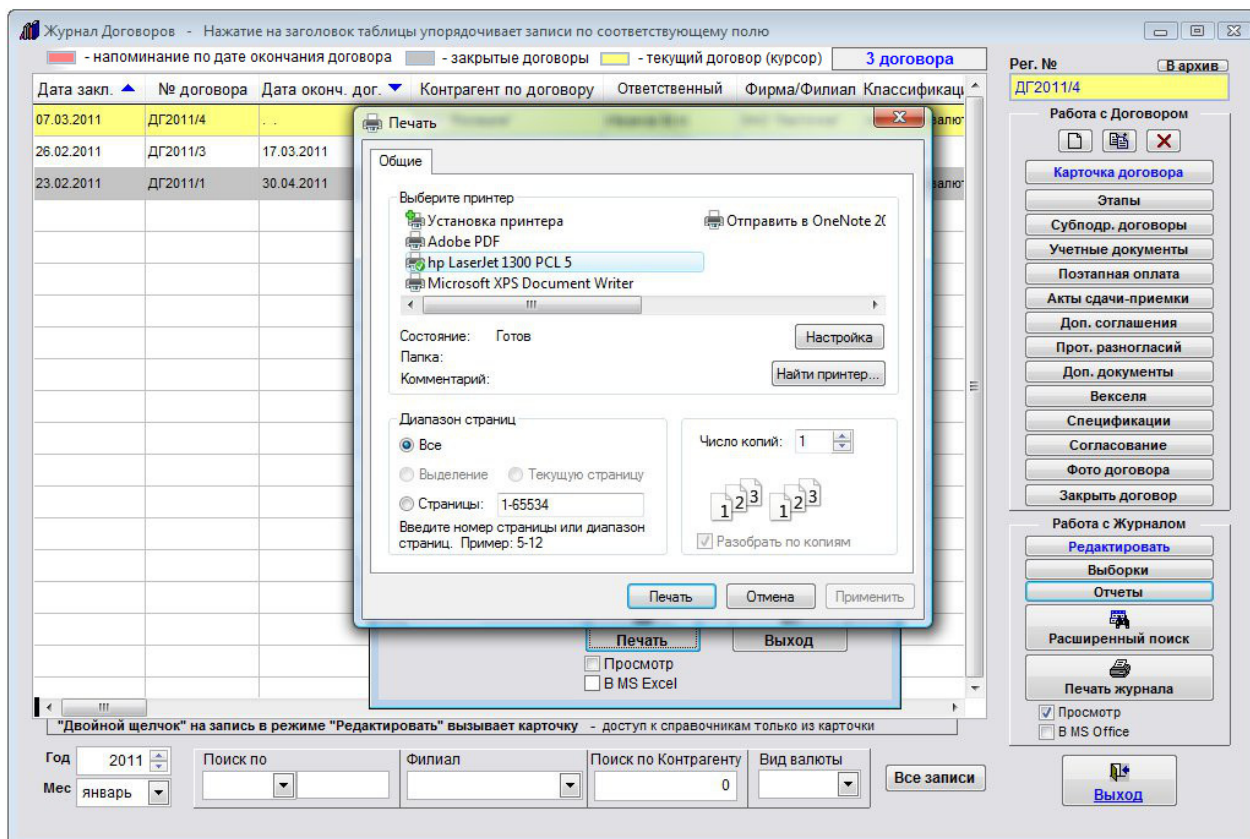 Журнал Договоров - Нажатие на заголовок таблицы упорядочивает записи по соответствующему полю
- напоминание по дате окончания договора - закрытые договоры - текущий договор (курсор) 3 договора
Дата закл. № договора Дата оконч. дог. Контрагент по договору Ответственный Фирма/Филиал Классификаци
07.03.2011 ДГ2011/4 . .
26.02.2011 ДГ2011/3 17.03.2011
23.02.2011 ДГ2011/1 30.04.2011
Печать
Общие
Выберите принтер
Установка принтера Отправить в OneNote 20
Adobe PDF
hp LaserJet 1300 PCL 5
Microsoft XPS Document Writer
Состояние: Готов
Настройка
Папка:
Комментарий:
Найти принтер...
Диапазон страниц
Все
Выделение Текущую страницу
Страницы: 1-65534
Введите номер страницы или диапазон
страниц. Пример: 5-12
Число копий: 1
1 2 3 1 2 3
Разобрать по копиям
Печать Отмена Применить
Печать Выход
Просмотр
В MS Excel
"Двойной щелчок" на запись в режиме "Редактировать" вызывает карточку - доступ к справочникам только из карточки
Год 2011
Мес январь
Поиск по
Филиал
Поиск по Контрагенту
0
Вид валюты
Все записи
Рег. № В архив
ДГ2011/4
Работа с Договором
Карточка договора
Этапы
Субподр. договоры
Учетные документы
Поэтапная оплата
Акты сдачи-приемки
Доп. соглашения
Прот. разногласий
Доп. документы
Векселя
Спецификации
Согласование
Фото договора
Закрыть договор
Работа с Журналом
Редактировать
Выборки
Отчеты
Расширенный поиск
Печать журнала
Просмотр
В MS Office
Выход